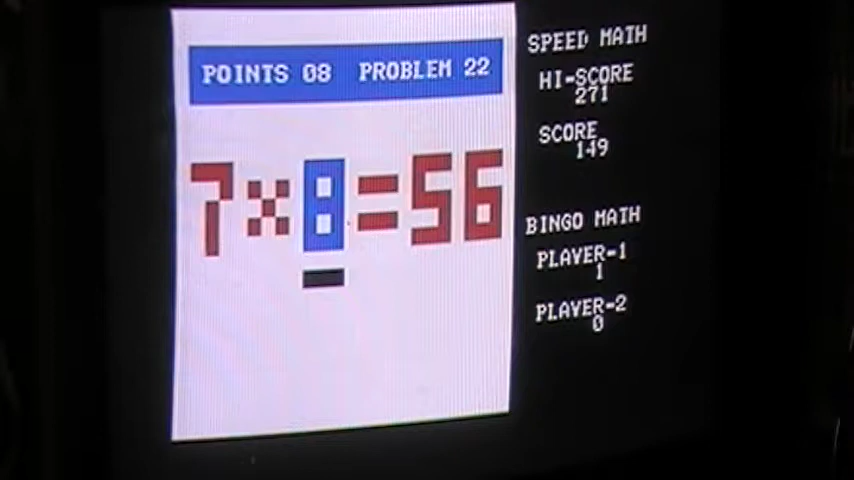 POINTS 08 PROBLEM 22
7×8=56
SPEED MATH
HI-SCORE
271
SCORE
149
BINGO MATH
PLAYER-1
1
PLAYER-2
0